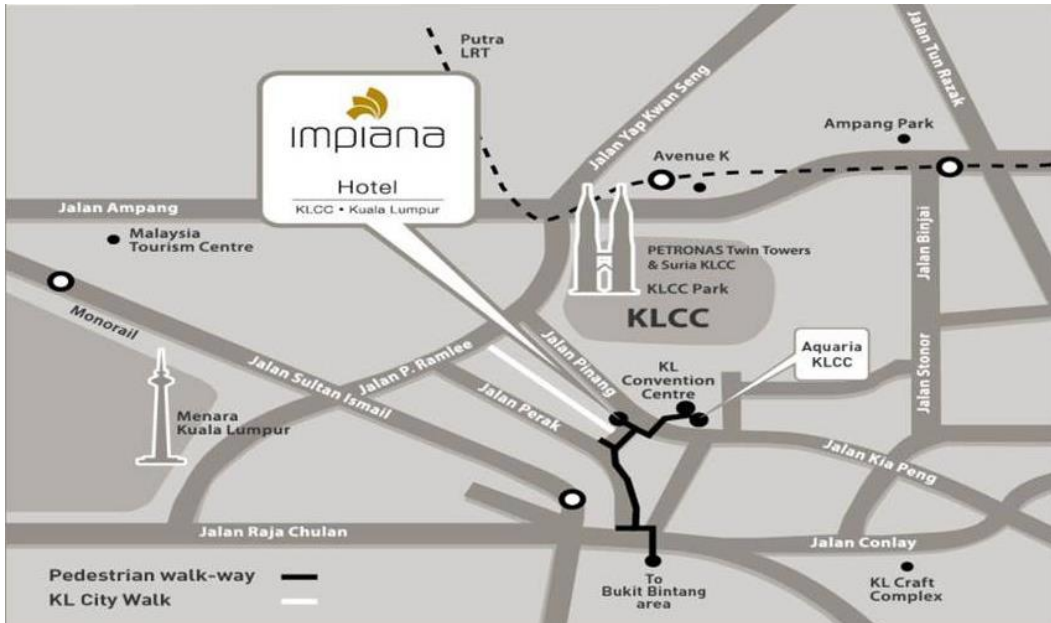 Putra
LRT
Jalan Yap Kwan Seng
Jalan Tun Razak
impiana
Hotel
KLCC • Kuala Lumpur
Ampang Park
Avenue K
Jalan Ampang
Malaysia
Tourism Centre
PETRONAS Twin Towers
& Suria KLCC
KLCC Park
KLCC
Jalan Binjai
Monorail
Jalan Sultan Ismail
Jalan P. Ramlee
Jalan Pinang
Jalan Perak
KL
Convention
Centre
Aquaria
KLCC
Jalan Stonor
Menara
Kuala Lumpur
Jalan Kia Peng
Jalan Raja Chulan
Jalan Conlay
Pedestrian walk-way
KL City Walk
To
Bukit Bintang
area
KL Craft
Complex